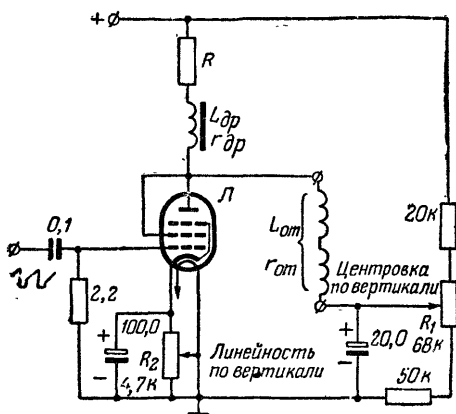 +
R
Lдр
rдр
Л
0,1
Lот
rот
20к
Центровка
по вертикали
2,2
100,0
+
-
R2
4,7к
Линейность
по вертикали
+
-
20,0
R1
68к
50к